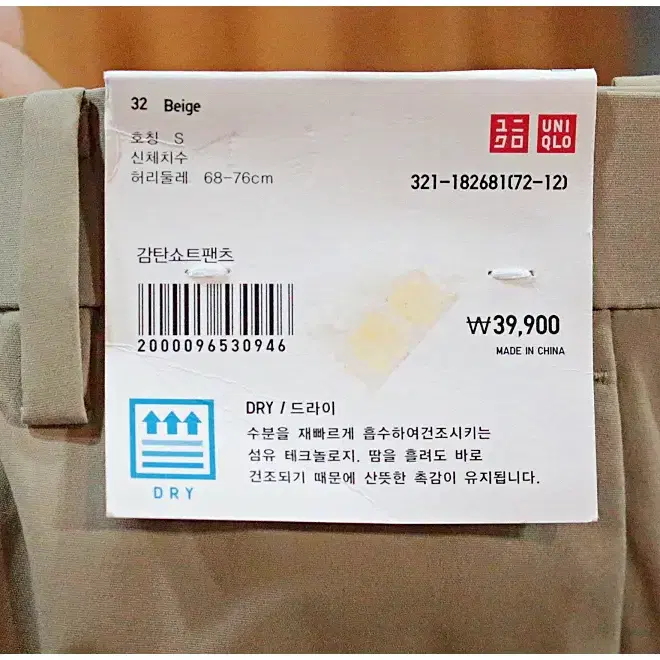 32 Beige
호칭 S
신체치수
허리둘레 68-76cm
ユニ
クロ
UNI
QLO
321-182681(72-12)
감탄쇼트팬츠
2000096530946
₩39,900
MADE IN CHINA
DRY / 드라이
수분을 재빠르게 흡수하여건조시키는
섬유 테크놀로지. 땀을 흘려도 바로
건조되기 때문에 산뜻한 촉감이 유지됩니다.
DRY